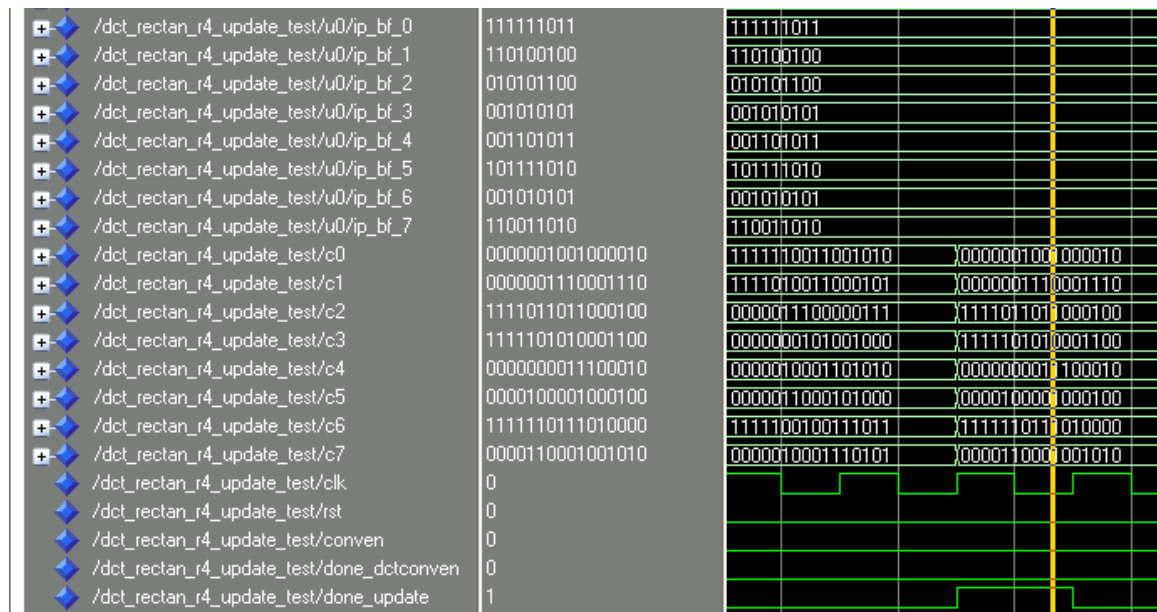 /dct_rectan_r4_update_test/u0/ip_bf_0 111111011 111111011
/dct_rectan_r4_update_test/u0/ip_bf_1 110100100 110100100
/dct_rectan_r4_update_test/u0/ip_bf_2 010101100 010101100
/dct_rectan_r4_update_test/u0/ip_bf_3 001010101 001010101
/dct_rectan_r4_update_test/u0/ip_bf_4 001101011 001101011
/dct_rectan_r4_update_test/u0/ip_bf_5 101111010 101111010
/dct_rectan_r4_update_test/u0/ip_bf_6 001010101 001010101
/dct_rectan_r4_update_test/u0/ip_bf_7 110011010 110011010
/dct_rectan_r4_update_test/c0 0000001001000010 1111110011001010 0000001001000010
/dct_rectan_r4_update_test/c1 0000001110001110 1111010011000101 0000001110001110
/dct_rectan_r4_update_test/c2 1111011011000100 0000011100000111 1111011011000100
/dct_rectan_r4_update_test/c3 1111101010001100 0000000101001000 1111101010001100
/dct_rectan_r4_update_test/c4 0000000011100010 0000010001101010 0000000011100010
/dct_rectan_r4_update_test/c5 0000100001000100 0000011000101000 0000100001000100
/dct_rectan_r4_update_test/c6 1111110111010000 1111100100111011 1111110111010000
/dct_rectan_r4_update_test/c7 0000110001001010 0000010001110101 0000110001001010
/dct_rectan_r4_update_test/clk 0
/dct_rectan_r4_update_test/rst 0
/dct_rectan_r4_update_test/conven 0
/dct_rectan_r4_update_test/done_dctconven 0
/dct_rectan_r4_update_test/done_update 1